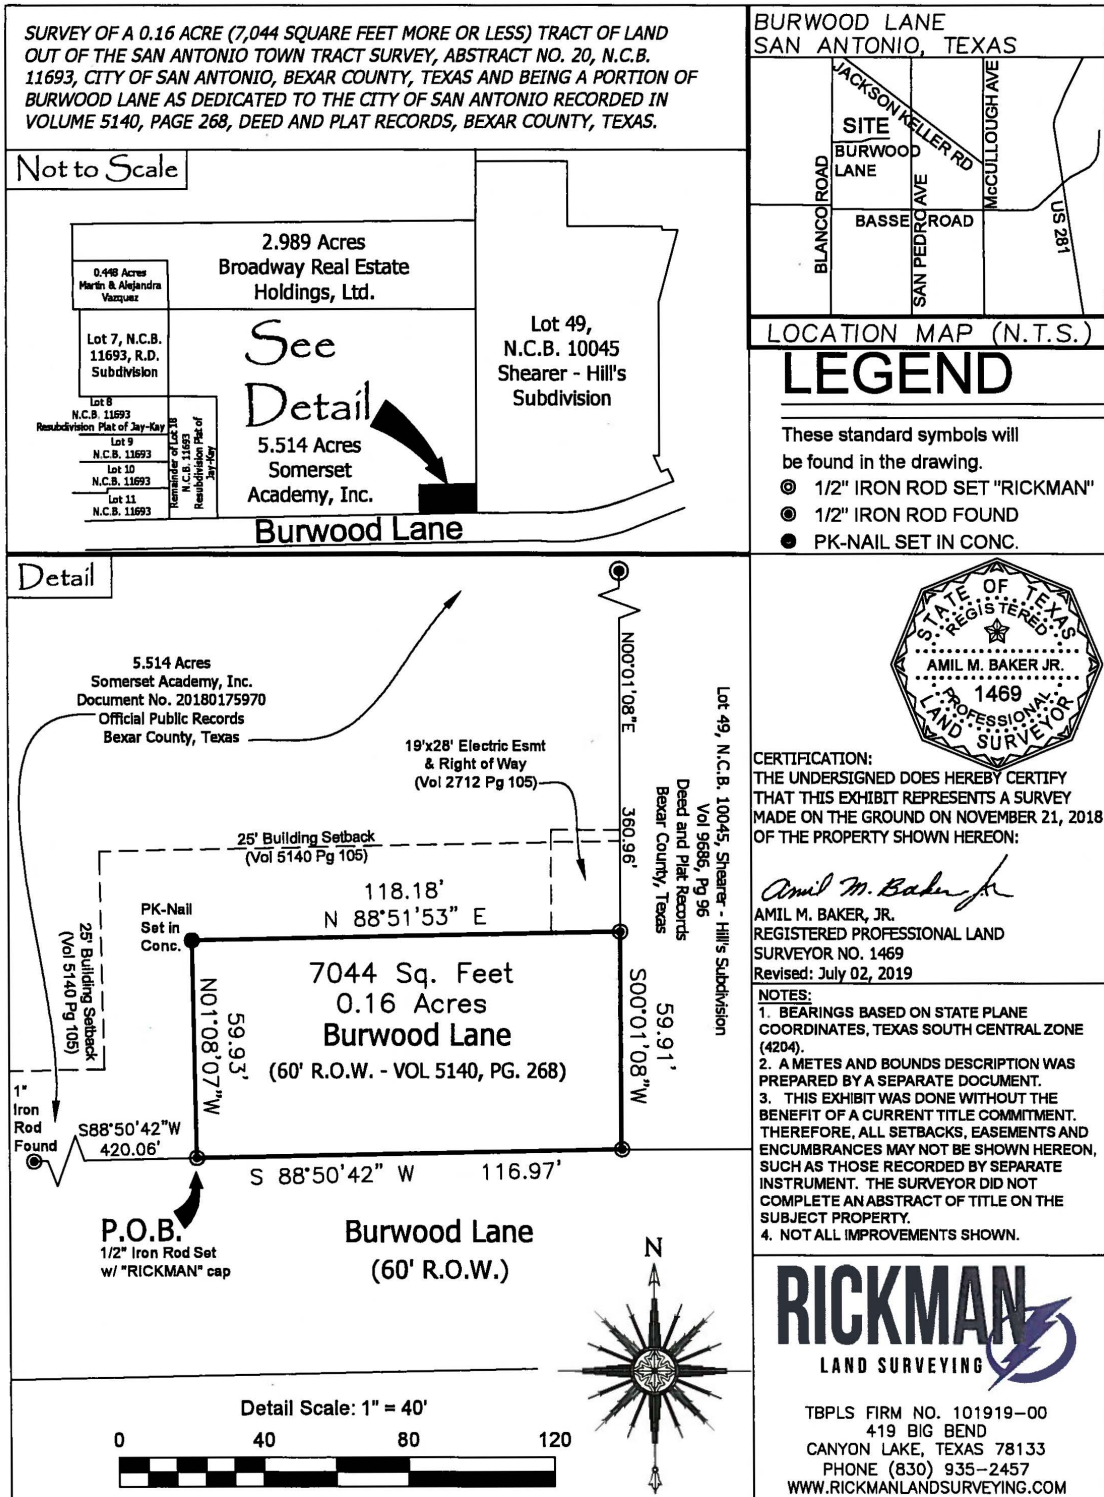 SURVEY OF A 0.16 ACRE (7,044 SQUARE FEET MORE OR LESS) TRACT OF LAND
OUT OF THE SAN ANTONIO TOWN TRACT SURVEY, ABSTRACT NO. 20, N.C.B.
11693, CITY OF SAN ANTONIO, BEXAR COUNTY, TEXAS AND BEING A PORTION OF
BURWOOD LANE AS DEDICATED TO THE CITY OF SAN ANTONIO RECORDED IN
VOLUME 5140, PAGE 268, DEED AND PLAT RECORDS, BEXAR COUNTY, TEXAS.
BURWOOD LANE
SAN ANTONIO, TEXAS
JACKSON KELLER RD
McCULLOUGH AVE
SITE
BURWOOD
LANE
BLANCO ROAD
SAN PEDRO AVE
BASSE ROAD
US 281
LOCATION MAP (N.T.S.)
Not to Scale
2.989 Acres
Broadway Real Estate
Holdings, Ltd.
0.448 Acres
Martin & Alejandra
Vazquez
Lot 7, N.C.B.
11693, R.D.
Subdivision
See
Detail
Lot 49,
N.C.B. 10045
Shearer - Hill's
Subdivision
Lot 8
N.C.B. 11693
Resubdivision Plat of Jay-Kay
Lot 9
N.C.B. 11693
Lot 10
N.C.B. 11693
Lot 11
N.C.B. 11693
Remainder of Lot 18
N.C.B. 11693
Resubdivision Plat of
Jay-Kay
5.514 Acres
Somerset
Academy, Inc.
Burwood Lane
LEGEND
These standard symbols will
be found in the drawing.
1/2" IRON ROD SET "RICKMAN"
1/2" IRON ROD FOUND
PK-NAIL SET IN CONC.
Detail
5.514 Acres
Somerset Academy, Inc.
Document No. 20180175970
Official Public Records
Bexar County, Texas
N00°01'08"E
360.96'
Lot 49, N.C.B. 10045, Shearer - Hill's Subdivision
Vol 9686, Pg 96
Deed and Plat Records
Bexar County, Texas
19'x28' Electric Esmt
& Right of Way
(Vol 2712 Pg 105)
25' Building Setback
(Vol 5140 Pg 105)
118.18'
N 88°51'53" E
PK-Nail
Set in
Conc.
25' Building Setback
(Vol 5140 Pg 105)
N01°08'07"W
59.93'
7044 Sq. Feet
0.16 Acres
Burwood Lane
(60' R.O.W. - VOL 5140, PG. 268)
59.91'
S00°01'08"W
1"
Iron
Rod
Found
S88°50'42"W
420.06'
S 88°50'42" W 116.97'
P.O.B.
1/2" Iron Rod Set
w/ "RICKMAN" cap
Burwood Lane
(60' R.O.W.)
N
Detail Scale: 1" = 40'
0 40 80 120
STATE OF TEXAS
REGISTERED
AMIL M. BAKER JR.
1469
PROFESSIONAL
LAND SURVEYOR
CERTIFICATION:
THE UNDERSIGNED DOES HEREBY CERTIFY
THAT THIS EXHIBIT REPRESENTS A SURVEY
MADE ON THE GROUND ON NOVEMBER 21, 2018
OF THE PROPERTY SHOWN HEREON:
Amil M. Baker Jr
AMIL M. BAKER, JR.
REGISTERED PROFESSIONAL LAND
SURVEYOR NO. 1469
Revised: July 02, 2019
NOTES:
1. BEARINGS BASED ON STATE PLANE
COORDINATES, TEXAS SOUTH CENTRAL ZONE
(4204).
2. A METES AND BOUNDS DESCRIPTION WAS
PREPARED BY A SEPARATE DOCUMENT.
3. THIS EXHIBIT WAS DONE WITHOUT THE
BENEFIT OF A CURRENT TITLE COMMITMENT.
THEREFORE, ALL SETBACKS, EASEMENTS AND
ENCUMBRANCES MAY NOT BE SHOWN HEREON,
SUCH AS THOSE RECORDED BY SEPARATE
INSTRUMENT. THE SURVEYOR DID NOT
COMPLETE AN ABSTRACT OF TITLE ON THE
SUBJECT PROPERTY.
4. NOT ALL IMPROVEMENTS SHOWN.
RICKMAN
LAND SURVEYING
TBPLS FIRM NO. 101919-00
419 BIG BEND
CANYON LAKE, TEXAS 78133
PHONE (830) 935-2457
WWW.RICKMANLANDSURVEYING.COM